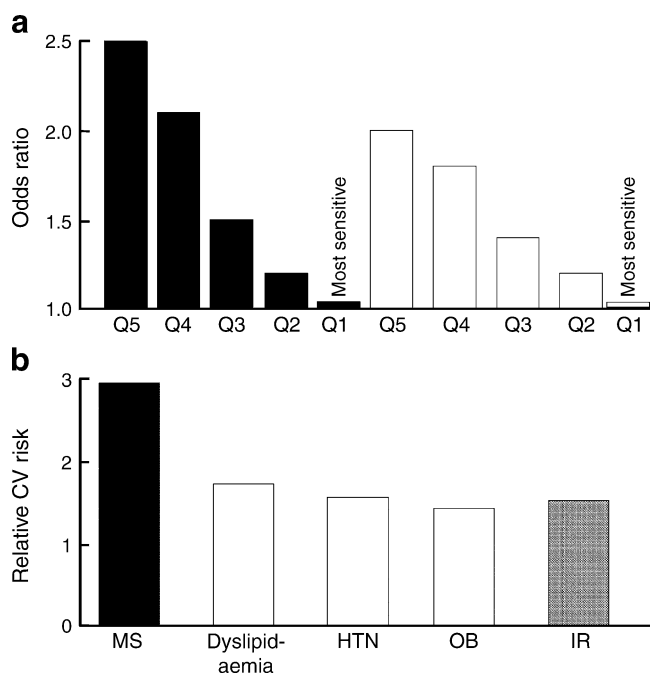 a
Odds ratio
2.5
2.0
1.5
1.0
Most sensitive
Most sensitive
Q5 Q4 Q3 Q2 Q1 Q5 Q4 Q3 Q2 Q1
b
Relative CV risk
3
2
1
0
MS Dyslipid- HTN OB IR
aemia